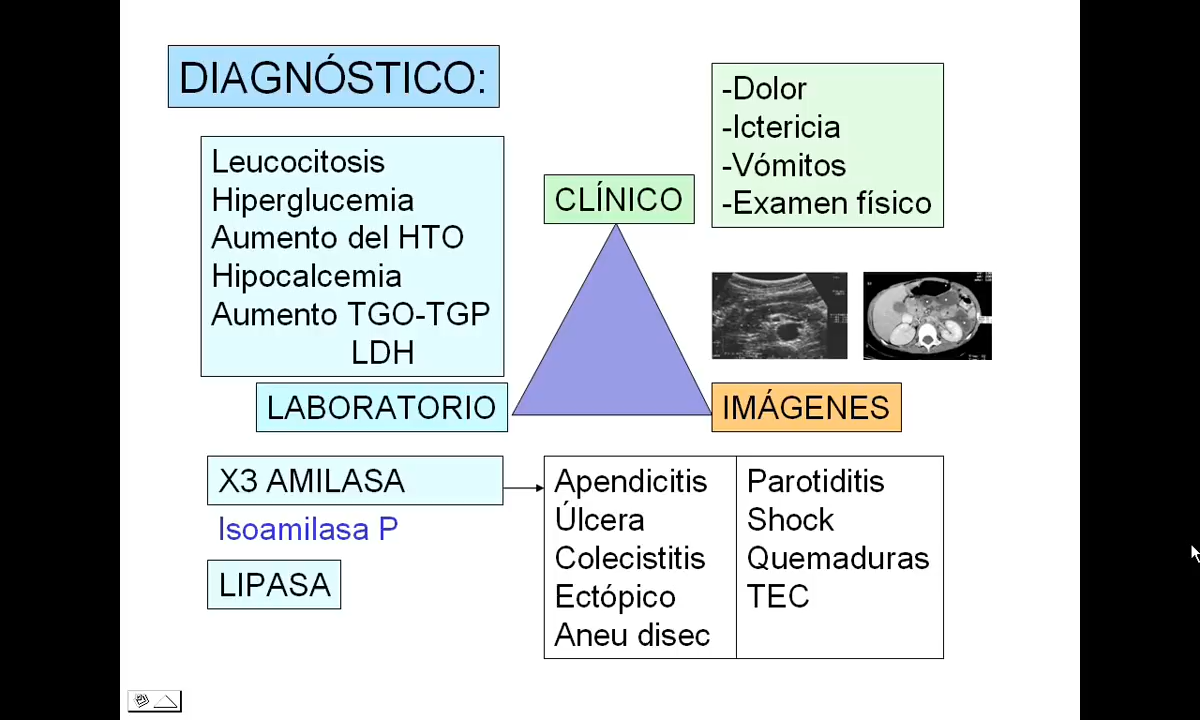 DIAGNÓSTICO:
Leucocitosis
Hiperglucemia
Aumento del HTO
Hipocalcemia
Aumento TGO-TGP
LDH
LABORATORIO
CLÍNICO
-Dolor
-Ictericia
-Vómitos
-Examen físico
IMÁGENES
X3 AMILASA
Isoamilasa P
LIPASA
Apendicitis
Úlcera
Colecistitis
Ectópico
Aneu disec
Parotiditis
Shock
Quemaduras
TEC